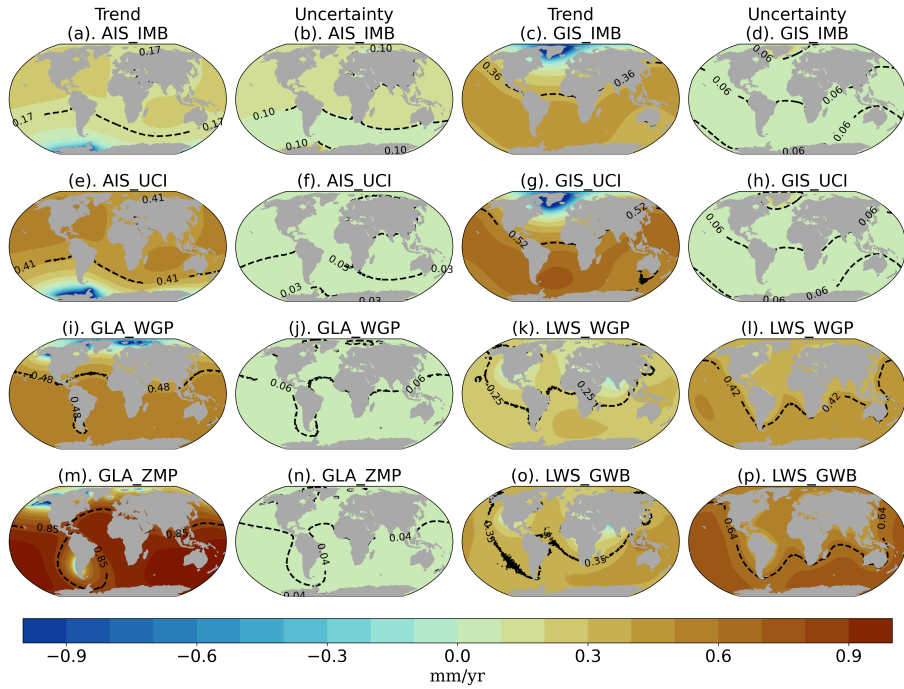 Trend Uncertainty Trend Uncertainty
(a). AIS_IMB (b). AIS_IMB (c). GIS_IMB (d). GIS_IMB
0.17 0.10 0.06
0.36 0.36 0.06 0.06
0.17 0.17 0.10 0.06
0.10 0.10 0.06
(e). AIS_UCI (f). AIS_UCI (g). GIS_UCI (h). GIS_UCI
0.41 0.52 0.06 0.06
0.41 0.41 0.03 0.03 0.52
0.03 0.03 0.06 0.06
(i). GLA_WGP (j). GLA_WGP (k). LWS_WGP (l). LWS_WGP
0.48 0.48 0.06 0.06 0.25 0.25 0.42 0.42
0.48
(m). GLA_ZMP (n). GLA_ZMP (o). LWS_GWB (p). LWS_GWB
0.85 0.85 0.04 0.35 0.64 0.64
0.85 0.04 0.35
0.04
−0.9 −0.6 −0.3 0.0 0.3 0.6 0.9
mm/yr